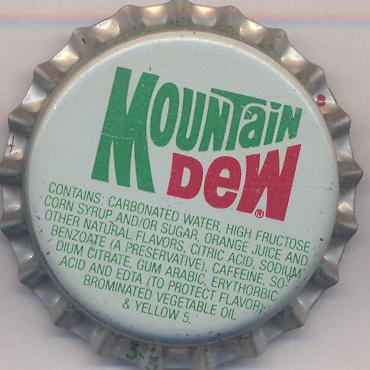 MOUNTAIN
DEW®
CONTAINS: CARBONATED WATER, HIGH FRUCTOSE
CORN SYRUP AND/OR SUGAR, ORANGE JUICE AND
OTHER NATURAL FLAVORS, CITRIC ACID, SODIUM
BENZOATE (A PRESERVATIVE), CAFFEINE, SO-
DIUM CITRATE, GUM ARABIC, ERYTHORBIC
ACID AND EDTA (TO PROTECT FLAVOR),
BROMINATED VEGETABLE OIL
& YELLOW 5.